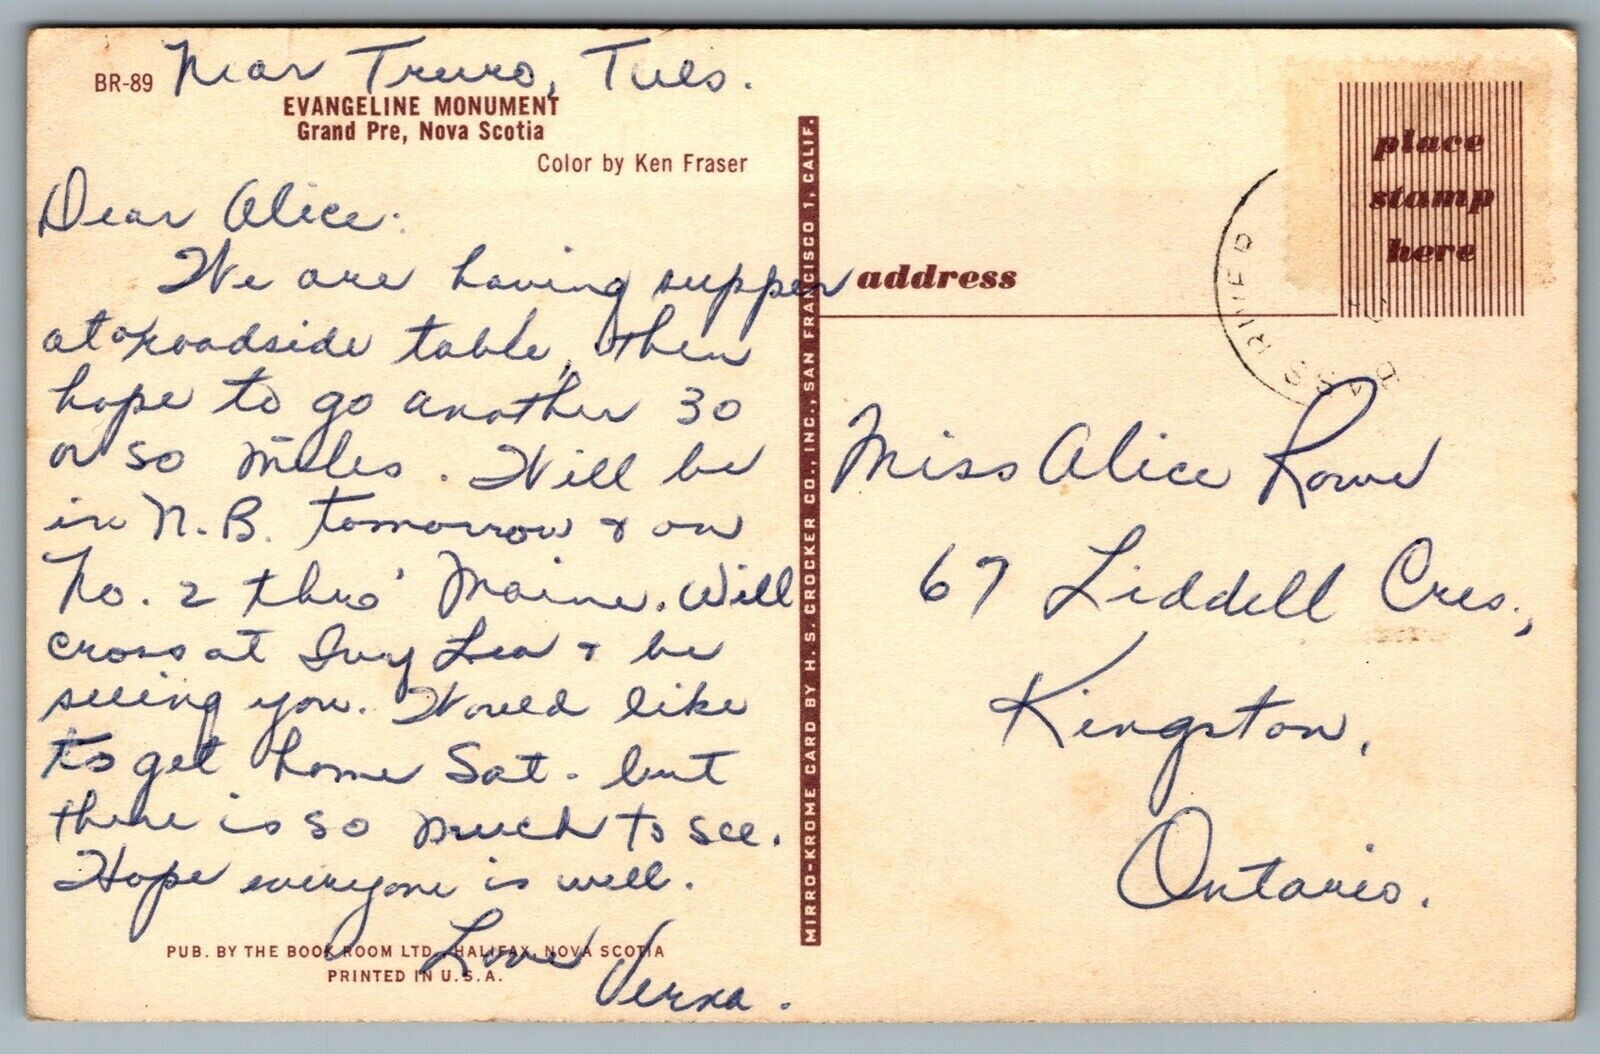 Near Truro, Tues.
BR-89
EVANGELINE MONUMENT
Grand Pre, Nova Scotia
Color by Ken Fraser
Dear Alice:
We are having supper
at a roadside table, then
hope to go another 30
or so miles. Will be
in N.B. tomorrow & on
No. 2 thro' Maine. Will
cross at Ivy Lea & be
seeing you. Would like
to get home Sat. but
there is so much to see.
Hope everyone is well.
Love Verna.
PUB. BY THE BOOK ROOM LTD., HALIFAX, NOVA SCOTIA
PRINTED IN U.S.A.
MIRRO-KROME CARD BY H. S. CROCKER CO., INC., SAN FRANCISCO 1, CALIF.
address
place
stamp
here
BASS RIVER
Miss Alice Rowe
67 Liddell Cres.,
Kingston,
Ontario.